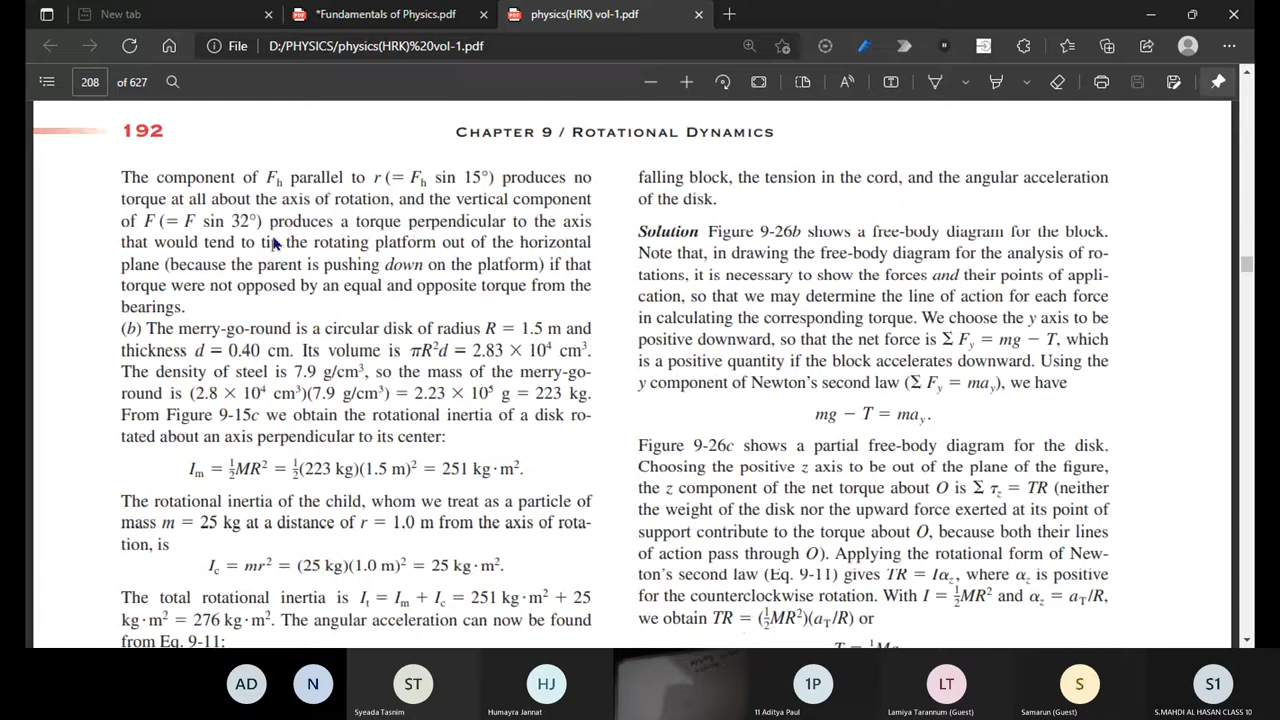 New tab
*Fundamentals of Physics.pdf
physics(HRK) vol-1.pdf
File
D:/PHYSICS/physics(HRK)%20vol-1.pdf
208 of 627
192
CHAPTER 9 / ROTATIONAL DYNAMICS
The component of Fₕ parallel to r (= Fₕ sin 15°) produces no
torque at all about the axis of rotation, and the vertical component
of F (= F sin 32°) produces a torque perpendicular to the axis
that would tend to tip the rotating platform out of the horizontal
plane (because the parent is pushing down on the platform) if that
torque were not opposed by an equal and opposite torque from the
bearings.
(b) The merry-go-round is a circular disk of radius R = 1.5 m and
thickness d = 0.40 cm. Its volume is πR²d = 2.83 × 10⁴ cm³.
The density of steel is 7.9 g/cm³, so the mass of the merry-go-
round is (2.8 × 10⁴ cm³)(7.9 g/cm³) = 2.23 × 10⁵ g = 223 kg.
From Figure 9-15c we obtain the rotational inertia of a disk ro-
tated about an axis perpendicular to its center:
Iₘ = ½MR² = ½(223 kg)(1.5 m)² = 251 kg·m².
The rotational inertia of the child, whom we treat as a particle of
mass m = 25 kg at a distance of r = 1.0 m from the axis of rota-
tion, is
I_c = mr² = (25 kg)(1.0 m)² = 25 kg·m².
The total rotational inertia is Iₜ = Iₘ + I_c = 251 kg·m² + 25
kg·m² = 276 kg·m². The angular acceleration can now be found
from Eq. 9-11:
falling block, the tension in the cord, and the angular acceleration
of the disk.
Solution Figure 9-26b shows a free-body diagram for the block.
Note that, in drawing the free-body diagram for the analysis of ro-
tations, it is necessary to show the forces and their points of appli-
cation, so that we may determine the line of action for each force
in calculating the corresponding torque. We choose the y axis to be
positive downward, so that the net force is Σ F_y = mg − T, which
is a positive quantity if the block accelerates downward. Using the
y component of Newton's second law (Σ F_y = ma_y), we have
mg − T = ma_y.
Figure 9-26c shows a partial free-body diagram for the disk.
Choosing the positive z axis to be out of the plane of the figure,
the z component of the net torque about O is Σ τ_z = TR (neither
the weight of the disk nor the upward force exerted at its point of
support contribute to the torque about O, because both their lines
of action pass through O). Applying the rotational form of New-
ton's second law (Eq. 9-11) gives TR = Iα_z, where α_z is positive
for the counterclockwise rotation. With I = ½MR² and α_z = a_T/R,
we obtain TR = (½MR²)(a_T/R) or
AD
N
ST
HJ
1P
LT
S
S1
Syeada Tasnim
Humayra Jannat
11 Aditya Paul
Lamiya Tarannum (Guest)
Samarun (Guest)
S.MAHDI AL HASAN CLASS 10